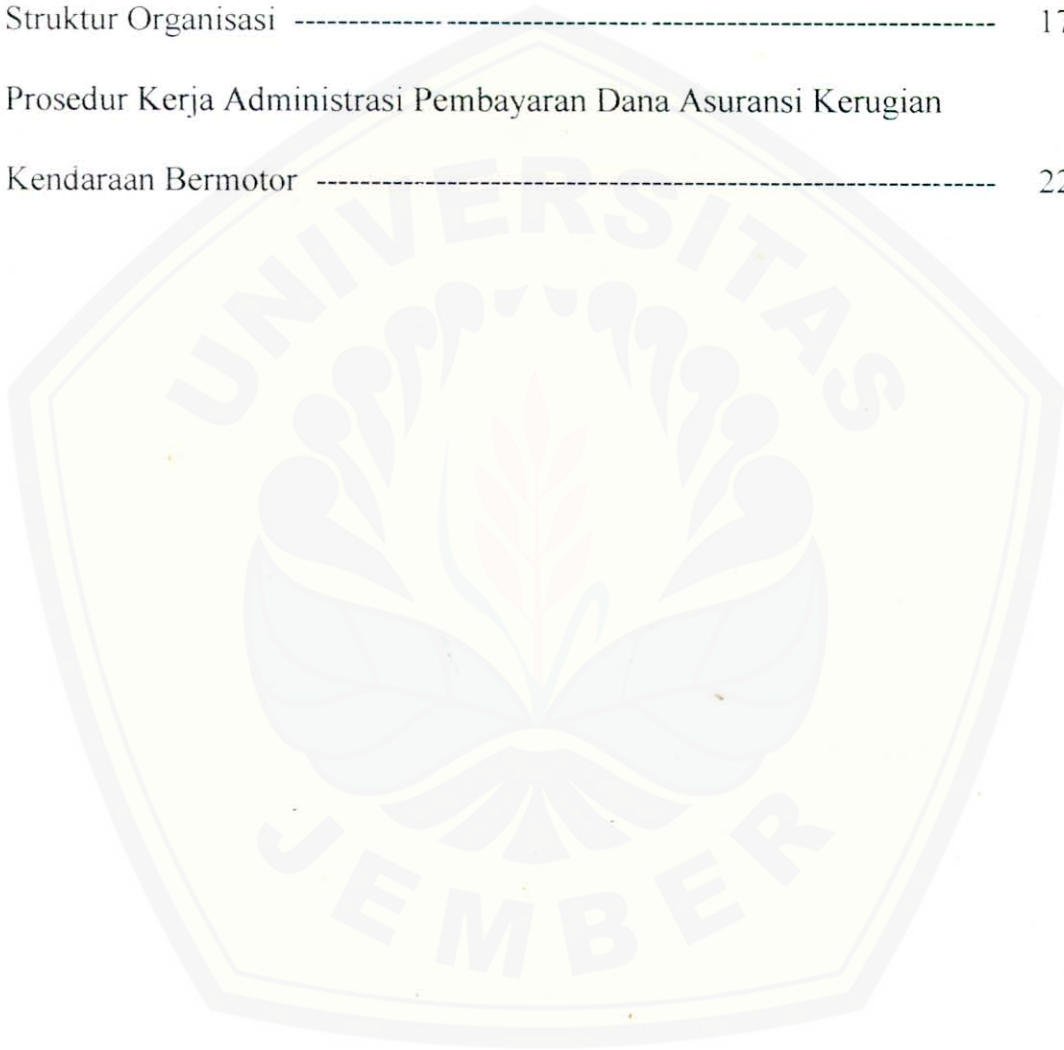 Struktur Organisasi ---------------------------------------------------------------- 17
Prosedur Kerja Administrasi Pembayaran Dana Asuransi Kerugian
Kendaraan Bermotor -------------------------------------------------------------- 22
UNIVERSITAS
JEMBER